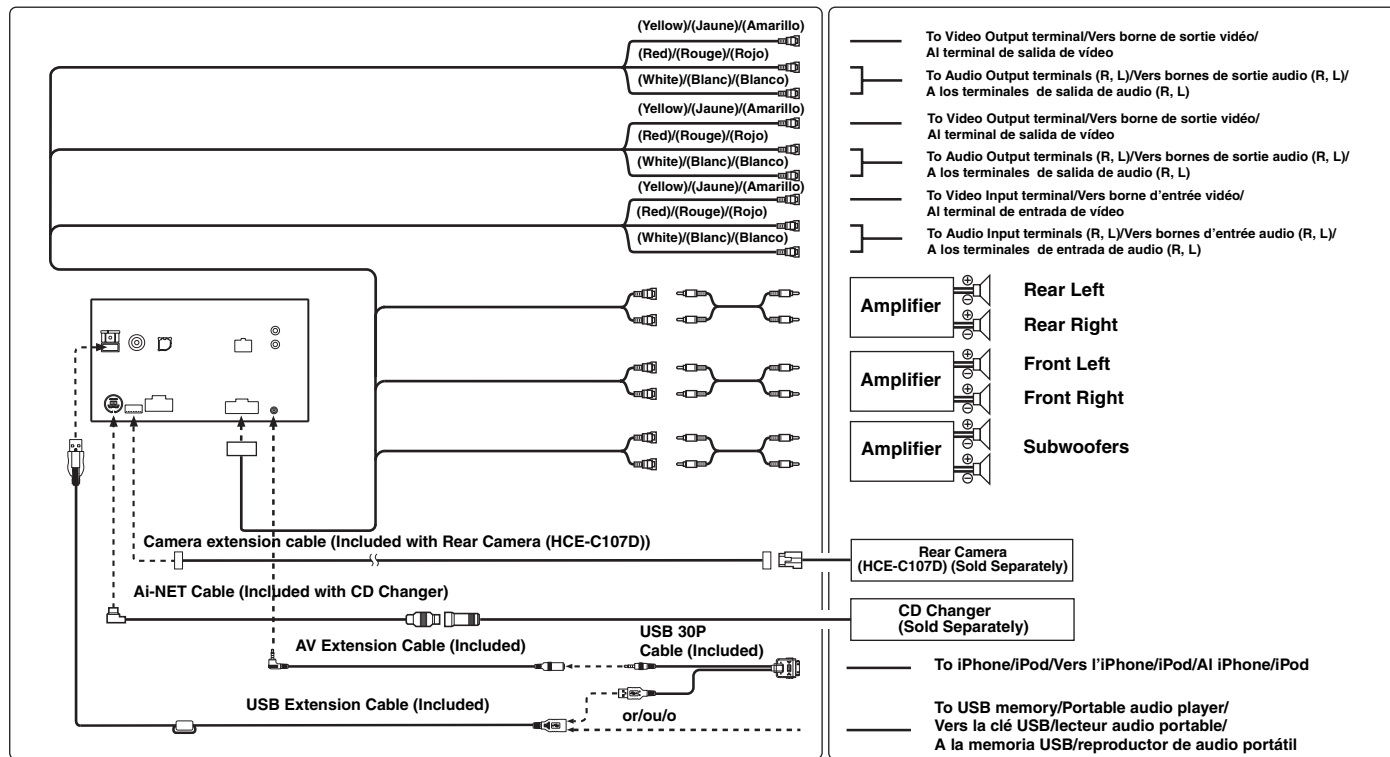 (Yellow)/(Jaune)/(Amarillo)
(Red)/(Rouge)/(Rojo)
(White)/(Blanc)/(Blanco)
(Yellow)/(Jaune)/(Amarillo)
(Red)/(Rouge)/(Rojo)
(White)/(Blanc)/(Blanco)
(Yellow)/(Jaune)/(Amarillo)
(Red)/(Rouge)/(Rojo)
(White)/(Blanc)/(Blanco)
To Video Output terminal/Vers borne de sortie vidéo/
Al terminal de salida de vídeo
To Audio Output terminals (R, L)/Vers bornes de sortie audio (R, L)/
A los terminales de salida de audio (R, L)
To Video Output terminal/Vers borne de sortie vidéo/
Al terminal de salida de vídeo
To Audio Output terminals (R, L)/Vers bornes de sortie audio (R, L)/
A los terminales de salida de audio (R, L)
To Video Input terminal/Vers borne d'entrée vidéo/
Al terminal de entrada de vídeo
To Audio Input terminals (R, L)/Vers bornes d'entrée audio (R, L)/
A los terminales de entrada de audio (R, L)
Amplifier
Rear Left
Rear Right
Amplifier
Front Left
Front Right
Amplifier
Subwoofers
Camera extension cable (Included with Rear Camera (HCE-C107D))
Rear Camera
(HCE-C107D) (Sold Separately)
Ai-NET Cable (Included with CD Changer)
CD Changer
(Sold Separately)
AV Extension Cable (Included)
USB 30P
Cable (Included)
To iPhone/iPod/Vers l'iPhone/iPod/Al iPhone/iPod
USB Extension Cable (Included)
or/ou/o
To USB memory/Portable audio player/
Vers la clé USB/lecteur audio portable/
A la memoria USB/reproductor de audio portátil